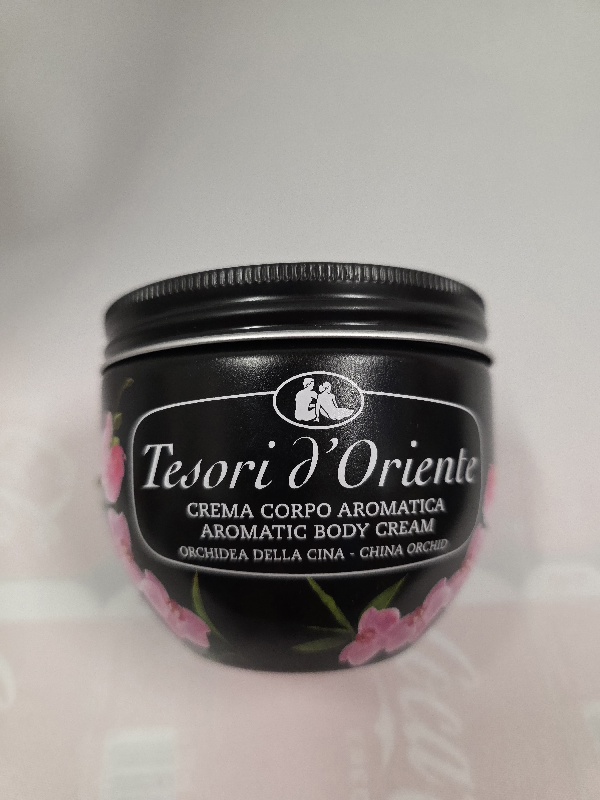 Tesori d'Oriente
CREMA CORPO AROMATICA
AROMATIC BODY CREAM
ORCHIDEA DELLA CINA - CHINA ORCHID